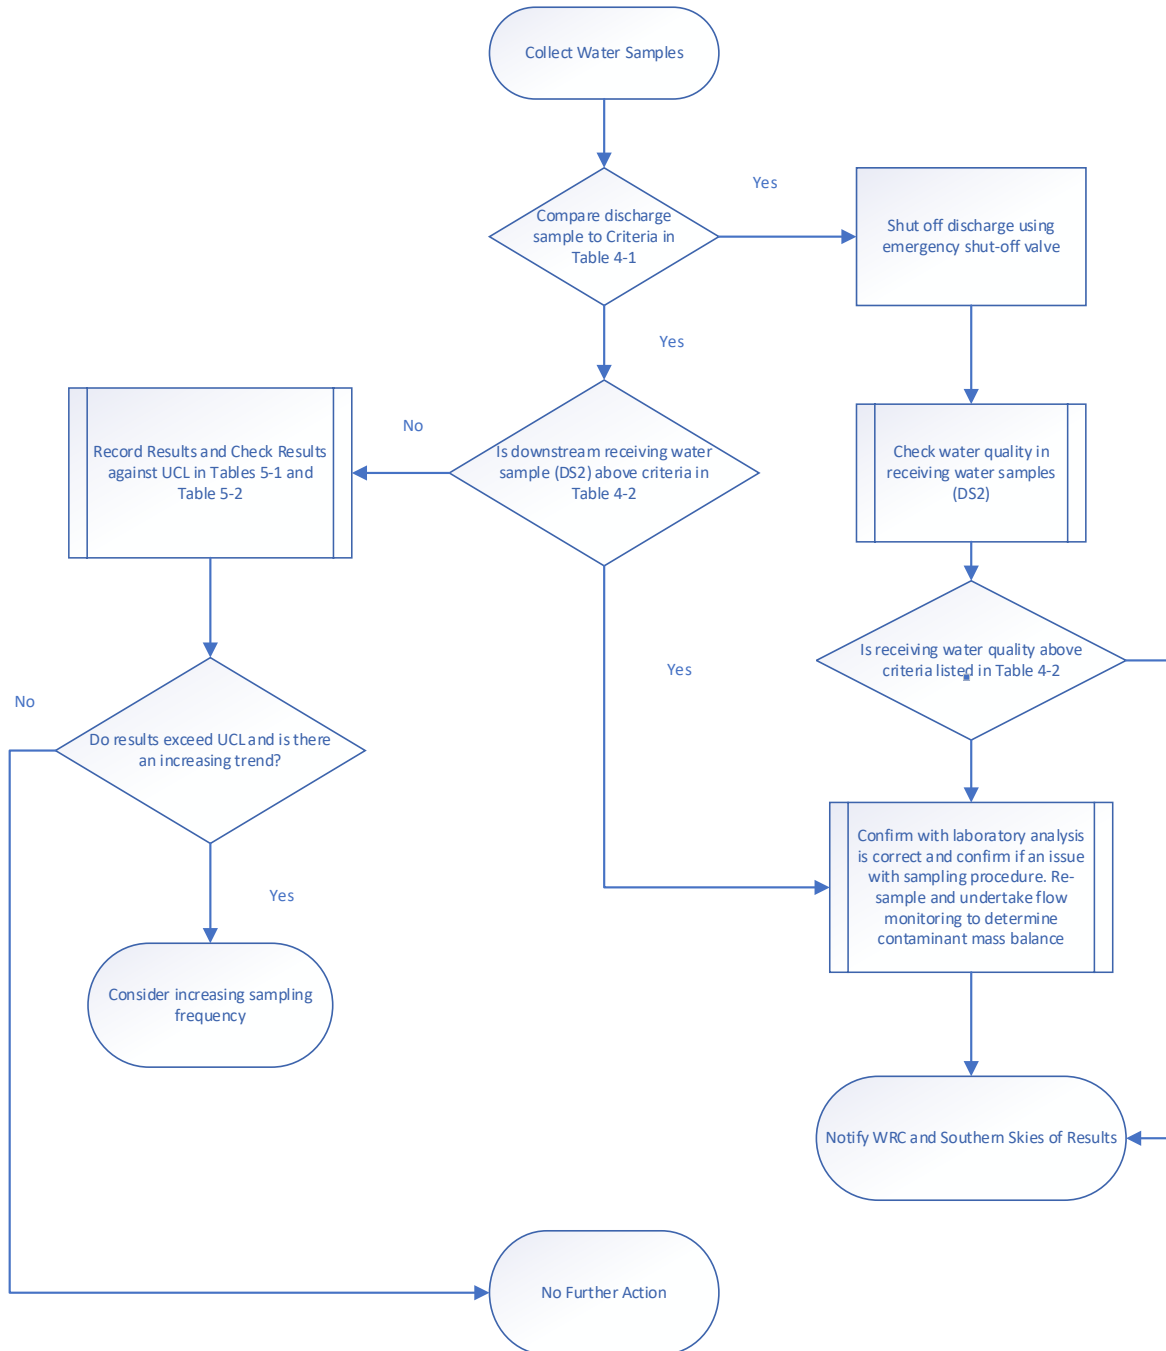 Collect Water Samples
Yes
Compare discharge
sample to Criteria in
Table 4-1
Shut off discharge using
emergency shut-off valve
Yes
No
Record Results and Check Results
against UCL in Tables 5-1 and
Table 5-2
Is downstream receiving water
sample (DS2) above criteria in
Table 4-2
Check water quality in
receiving water samples
(DS2)
Is receiving water quality above
criteria listed in Table 4-2
Yes
No
Do results exceed UCL and is there
an increasing trend?
Confirm with laboratory analysis
is correct and confirm if an issue
with sampling procedure. Re-
sample and undertake flow
monitoring to determine
contaminant mass balance
Yes
Consider increasing sampling
frequency
Notify WRC and Southern Skies of Results
No Further Action